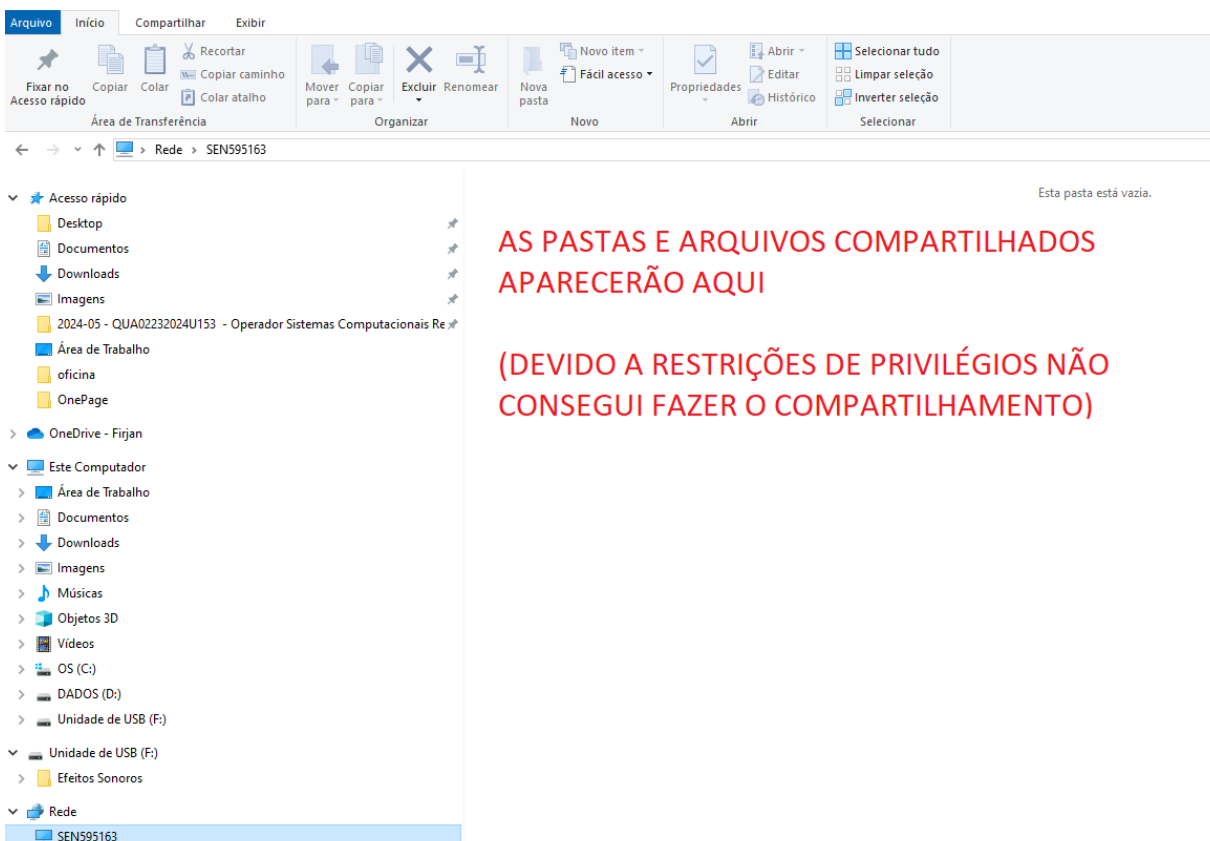 Arquivo Início Compartilhar Exibir
Fixar no Acesso rápido
Copiar
Colar
Recortar
Copiar caminho
Colar atalho
Área de Transferência
Mover para
Copiar para
Excluir
Renomear
Organizar
Nova pasta
Novo item
Fácil acesso
Novo
Propriedades
Abrir
Editar
Histórico
Abrir
Selecionar tudo
Limpar seleção
Inverter seleção
Selecionar
Rede SEN595163
Esta pasta está vazia.
AS PASTAS E ARQUIVOS COMPARTILHADOS
APARECERÃO AQUI
(DEVIDO A RESTRIÇÕES DE PRIVILÉGIOS NÃO
CONSEGUI FAZER O COMPARTILHAMENTO)
Acesso rápido
Desktop
Documentos
Downloads
Imagens
2024-05 - QUA02232024U153 - Operador Sistemas Computacionais Re
Área de Trabalho
oficina
OnePage
OneDrive - Firjan
Este Computador
Área de Trabalho
Documentos
Downloads
Imagens
Músicas
Objetos 3D
Vídeos
OS (C:)
DADOS (D:)
Unidade de USB (F:)
Unidade de USB (F:)
Efeitos Sonoros
Rede
SEN595163